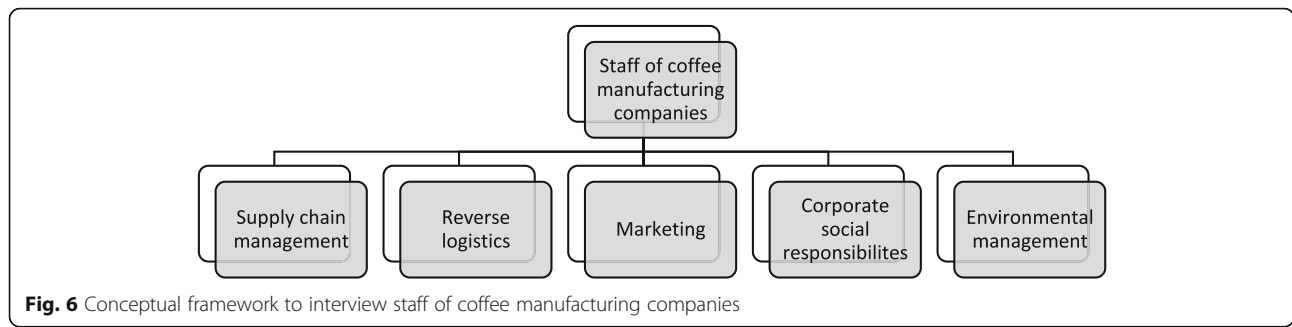 Staff of coffee
manufacturing
companies
Supply chain
management
Reverse
logistics
Marketing
Corporate
social
responsibilites
Environmental
management
Fig. 6 Conceptual framework to interview staff of coffee manufacturing companies